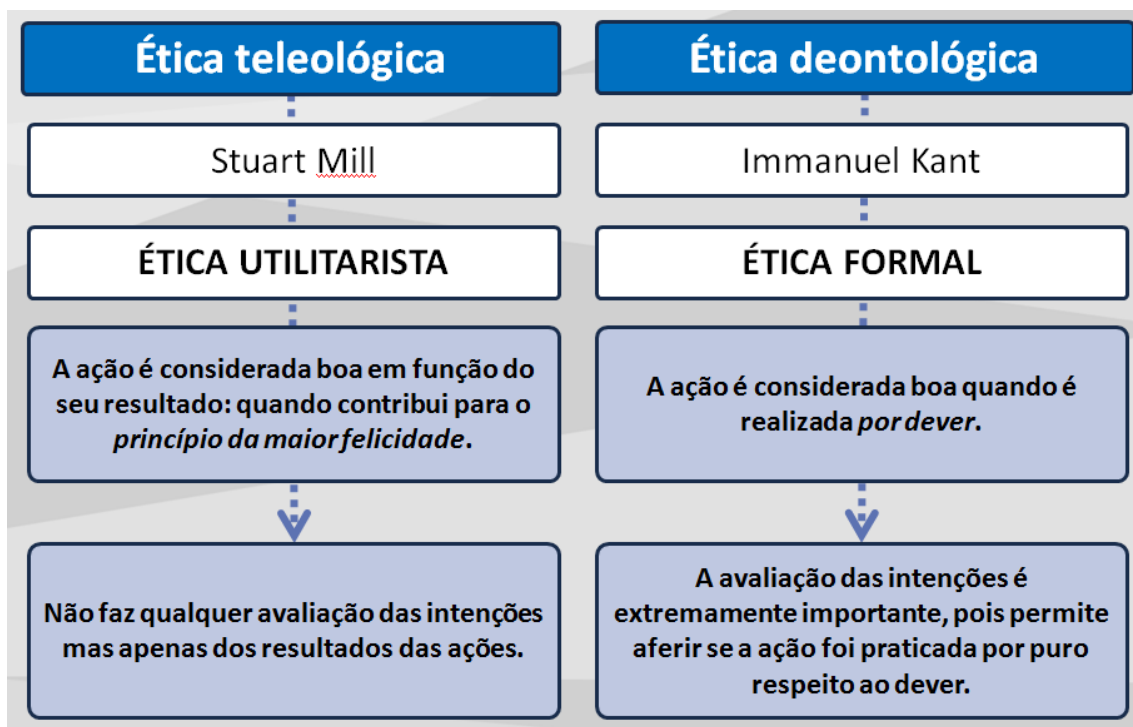 Ética teleológica
Stuart Mill
ÉTICA UTILITARISTA
A ação é considerada boa em função do
seu resultado: quando contribui para o
princípio da maior felicidade.
Não faz qualquer avaliação das intenções
mas apenas dos resultados das ações.
Ética deontológica
Immanuel Kant
ÉTICA FORMAL
A ação é considerada boa quando é
realizada por dever.
A avaliação das intenções é
extremamente importante, pois permite
aferir se a ação foi praticada por puro
respeito ao dever.